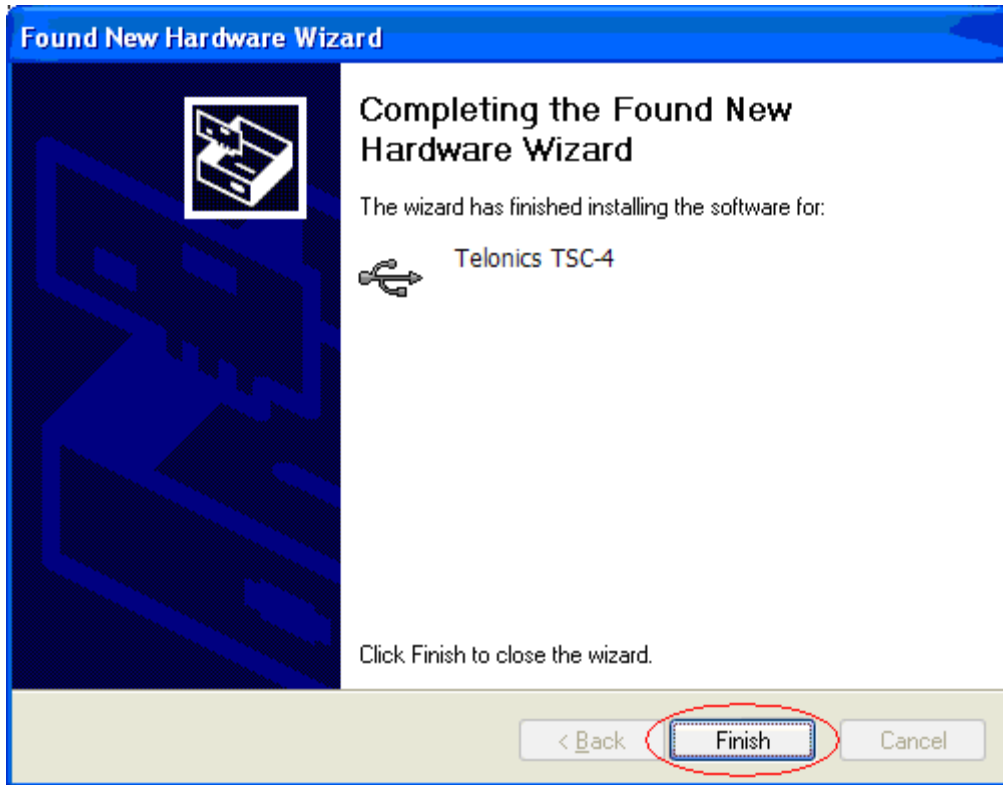 Found New Hardware Wizard
Completing the Found New
Hardware Wizard
The wizard has finished installing the software for:
Telonics TSC-4
Click Finish to close the wizard.
< Back Finish Cancel